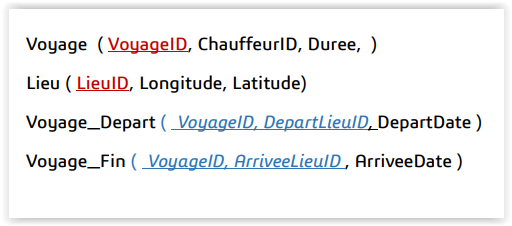 Voyage ( VoyageID, ChauffeurID, Duree, )
Lieu ( LieuID, Longitude, Latitude)
Voyage_Depart ( VoyageID, DepartLieuID, DepartDate )
Voyage_Fin ( VoyageID, ArriveeLieuID , ArriveeDate )